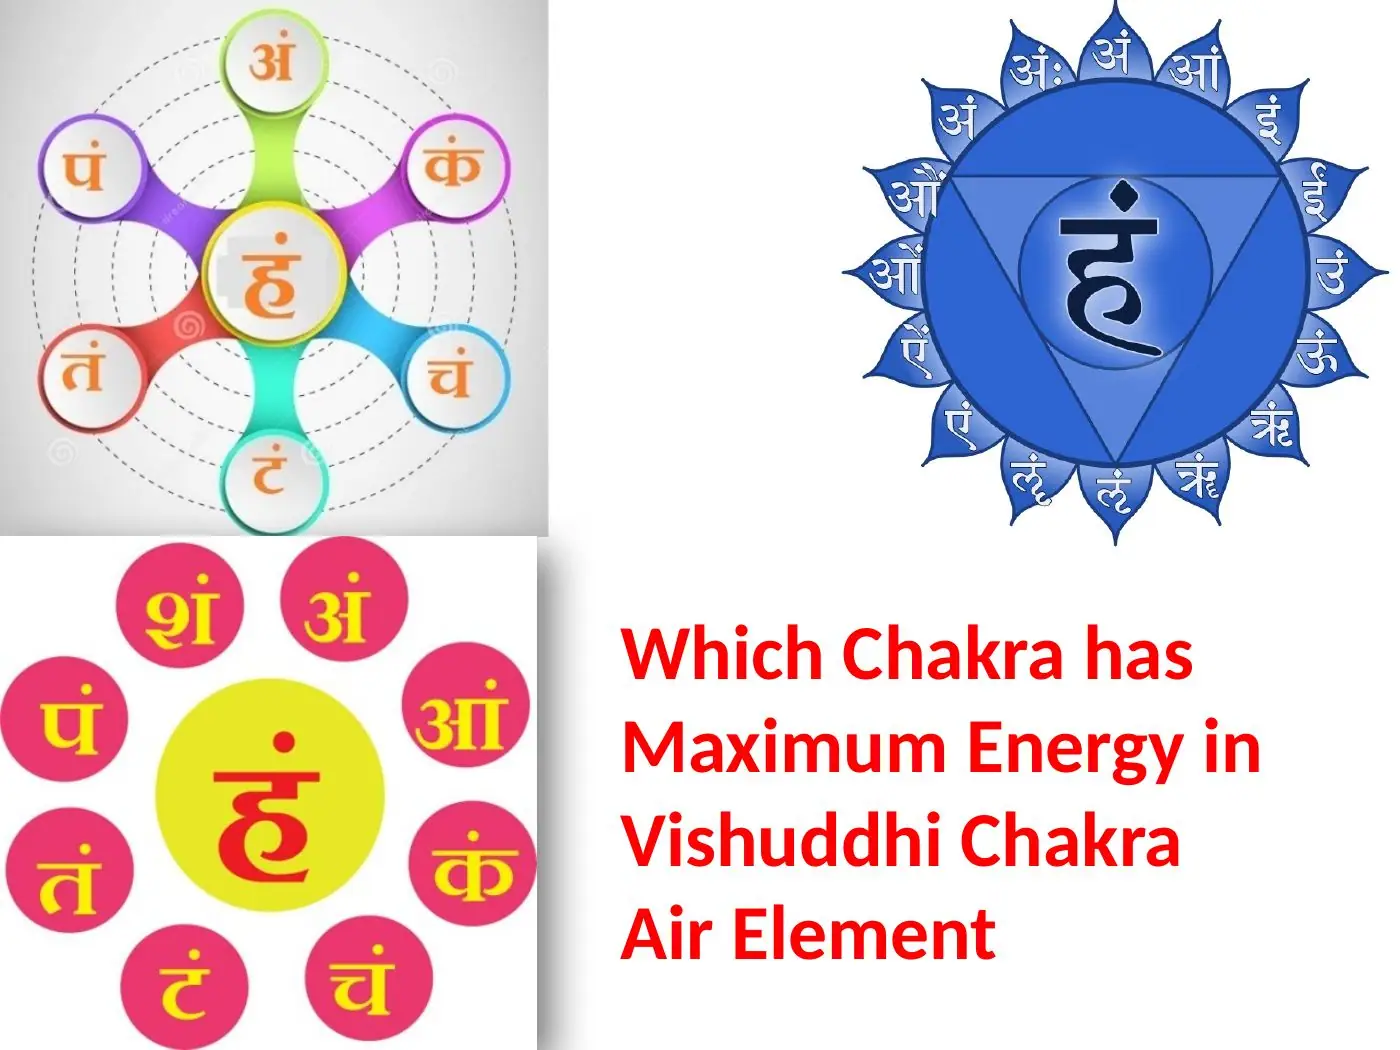 अं
कं
चं
टं
तं
पं
हं
अं
आं
इं
ईं
उं
ऊं
ऋं
ॠं
ऌं
ॡं
एं
ऐं
ओं
औं
अं
अंः
हं
अं
आं
कं
चं
टं
तं
पं
शं
हं
Which Chakra has
Maximum Energy in
Vishuddhi Chakra
Air Element